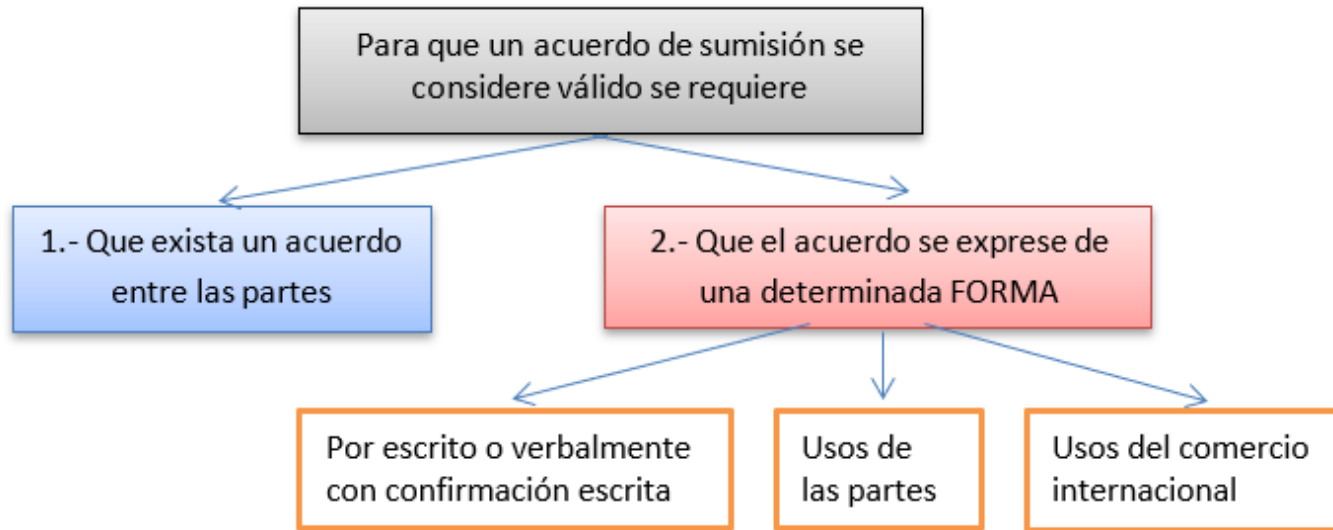 Para que un acuerdo de sumisión se
considere válido se requiere
1.- Que exista un acuerdo
entre las partes
2.- Que el acuerdo se exprese de
una determinada FORMA
Por escrito o verbalmente
con confirmación escrita
Usos de
las partes
Usos del comercio
internacional